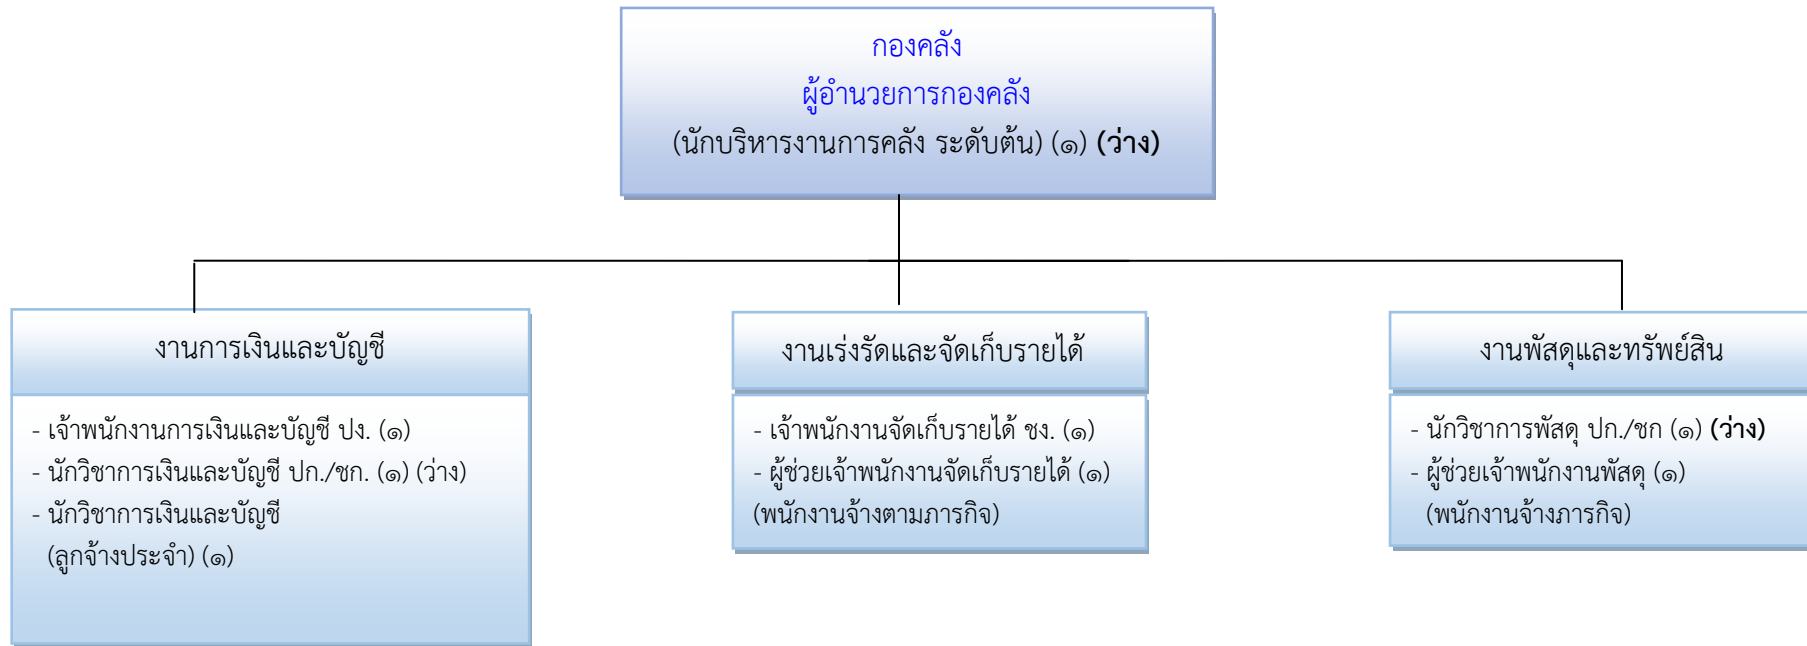 กองคลัง
ผู้อำนวยการกองคลัง
(นักบริหารงานการคลัง ระดับต้น) (๑) (ว่าง)
งานการเงินและบัญชี
- เจ้าพนักงานการเงินและบัญชี ปง. (๑)
- นักวิชาการเงินและบัญชี ปก./ชก. (๑) (ว่าง)
- นักวิชาการเงินและบัญชี
(ลูกจ้างประจำ) (๑)
งานเร่งรัดและจัดเก็บรายได้
- เจ้าพนักงานจัดเก็บรายได้ ชง. (๑)
- ผู้ช่วยเจ้าพนักงานจัดเก็บรายได้ (๑)
(พนักงานจ้างตามภารกิจ)
งานพัสดุและทรัพย์สิน
- นักวิชาการพัสดุ ปก./ชก (๑) (ว่าง)
- ผู้ช่วยเจ้าพนักงานพัสดุ (๑)
(พนักงานจ้างภารกิจ)